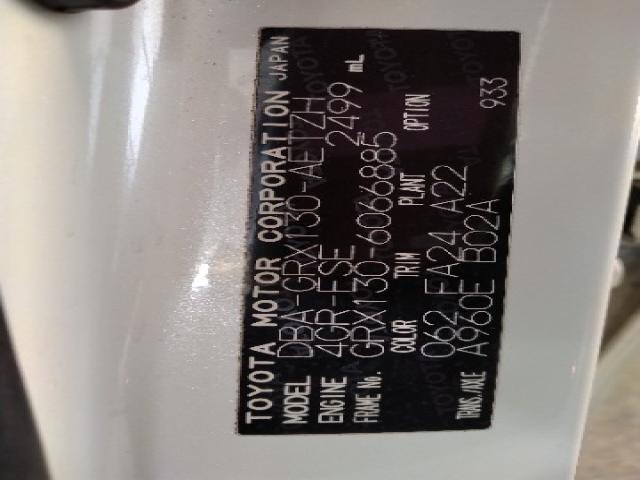 TOYOTA MOTOR CORPORATION JAPAN
MODEL DBA-GRX130-AETZH
ENGINE 4GR-FSE 2499 mL
FRAME No. GRX130-6066885
COLOR TRIM PLANT OPTION
062 FA24 A22
TRANS./AXLE A960E B02A 933